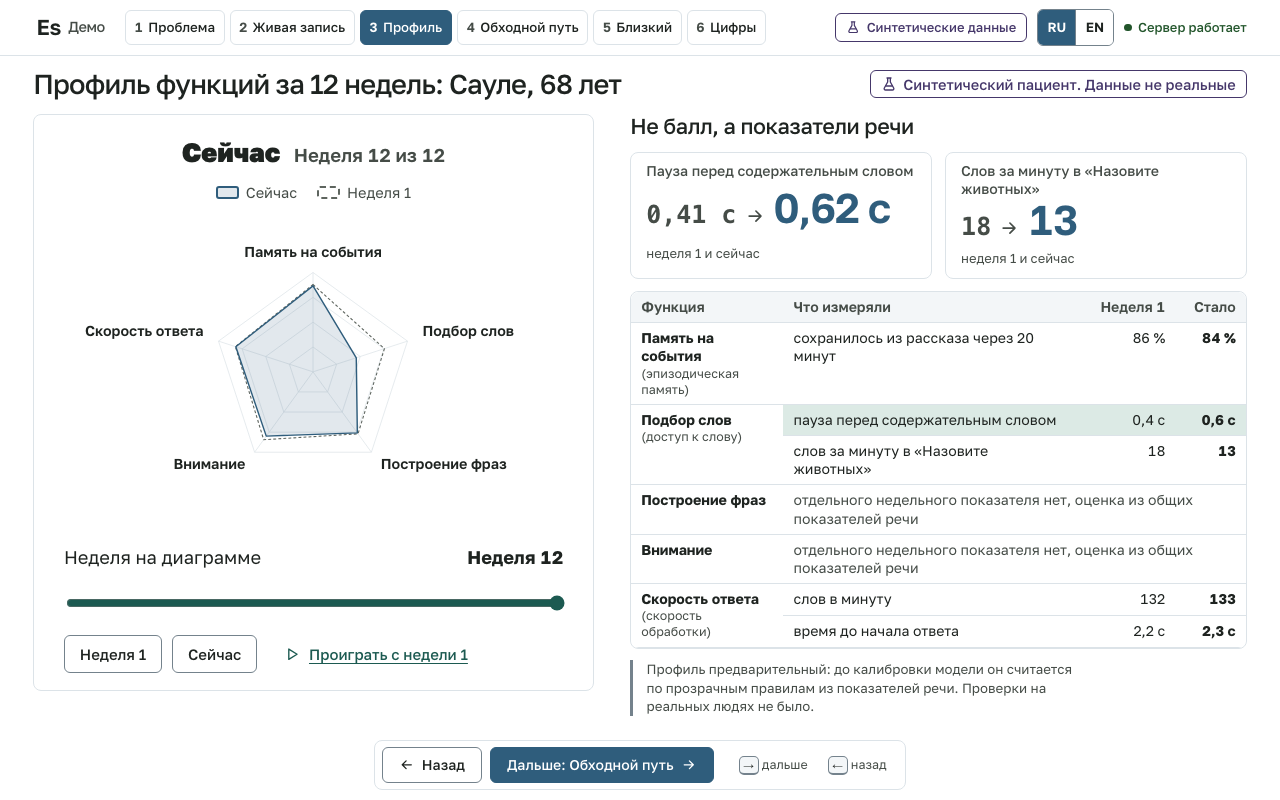 Es Демо
1 Проблема
2 Живая запись
3 Профиль
4 Обходной путь
5 Близкий
6 Цифры
Синтетические данные
RU EN
Сервер работает
Профиль функций за 12 недель: Сауле, 68 лет
Синтетический пациент. Данные не реальные
Сейчас Неделя 12 из 12
Сейчас Неделя 1
Память на события
Скорость ответа
Подбор слов
Внимание
Построение фраз
Неделя на диаграмме Неделя 12
Неделя 1
Сейчас
Проиграть с недели 1
Не балл, а показатели речи
Пауза перед содержательным словом
0,41 с → 0,62 с
неделя 1 и сейчас
Слов за минуту в «Назовите
животных»
18 → 13
неделя 1 и сейчас
Функция Что измеряли Неделя 1 Стало
Память на
события
(эпизодическая
память)
сохранилось из рассказа через 20
минут
86 % 84 %
Подбор слов
(доступ к слову)
пауза перед содержательным словом 0,4 с 0,6 с
слов за минуту в «Назовите
животных»
18 13
Построение фраз
отдельного недельного показателя нет, оценка из общих
показателей речи
Внимание
отдельного недельного показателя нет, оценка из общих
показателей речи
Скорость ответа
(скорость
обработки)
слов в минуту 132 133
время до начала ответа 2,2 с 2,3 с
Профиль предварительный: до калибровки модели он считается
по прозрачным правилам из показателей речи. Проверки на
реальных людях не было.
← Назад
Дальше: Обходной путь →
→ дальше
← назад